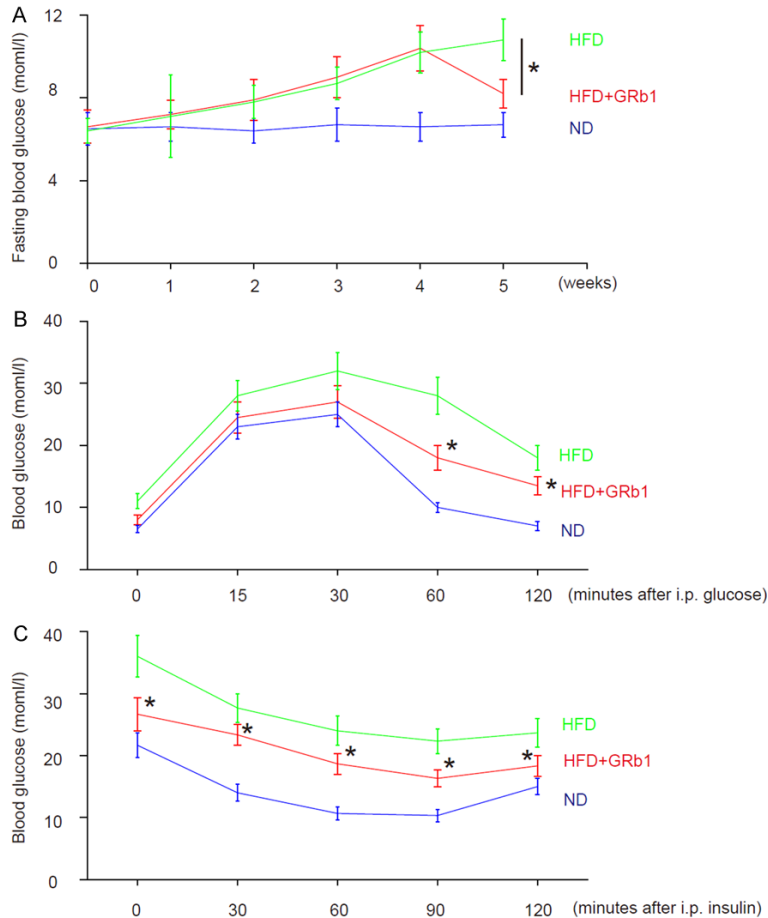 A
Fasting blood glucose (moml/l)
12
8
4
0
HFD
*
HFD+GRb1
ND
0 1 2 3 4 5 (weeks)
B
Blood glucose (moml/l)
40
30
20
10
0
*
HFD
* HFD+GRb1
ND
0 15 30 60 120 (minutes after i.p. glucose)
C
Blood glucose (moml/l)
40
30
20
10
0
HFD
* * * * * HFD+GRb1
ND
0 30 60 90 120 (minutes after i.p. insulin)